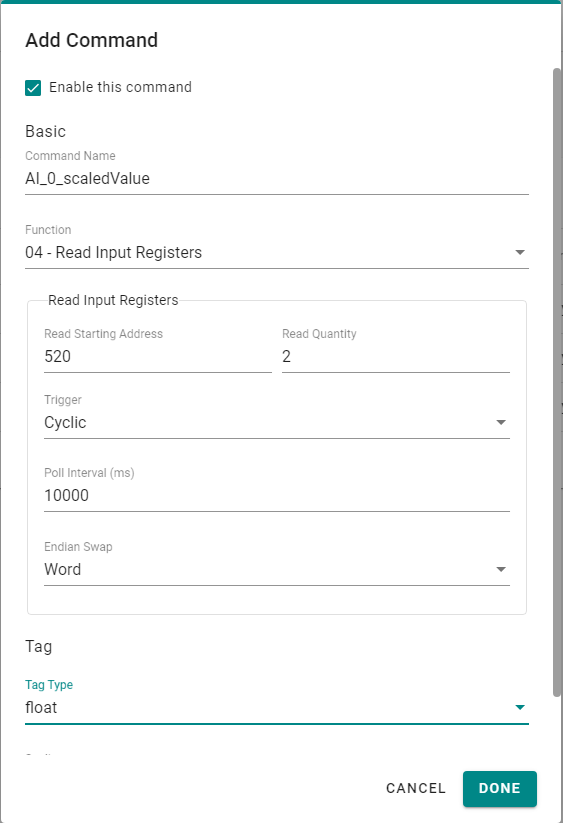 Add Command
Enable this command
Basic
Command Name
AI_0_scaledValue
Function
04 - Read Input Registers
Read Input Registers
Read Starting Address
520
Read Quantity
2
Trigger
Cyclic
Poll Interval (ms)
10000
Endian Swap
Word
Tag
Tag Type
float
CANCEL
DONE